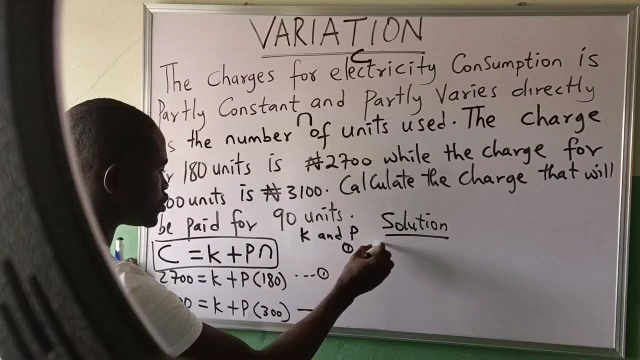 VARIATION
C
The charges for electricity Consumption is
Partly Constant and Partly Varies directly
n
the number of units used. The charge
180 units is ₦2700 while the charge for
units is ₦3100. Calculate the charge that will
be paid for 90 units. Solution
K and P
C = K + Pn
①
2700 = K + P(180) --- ①
= K + P(300) —